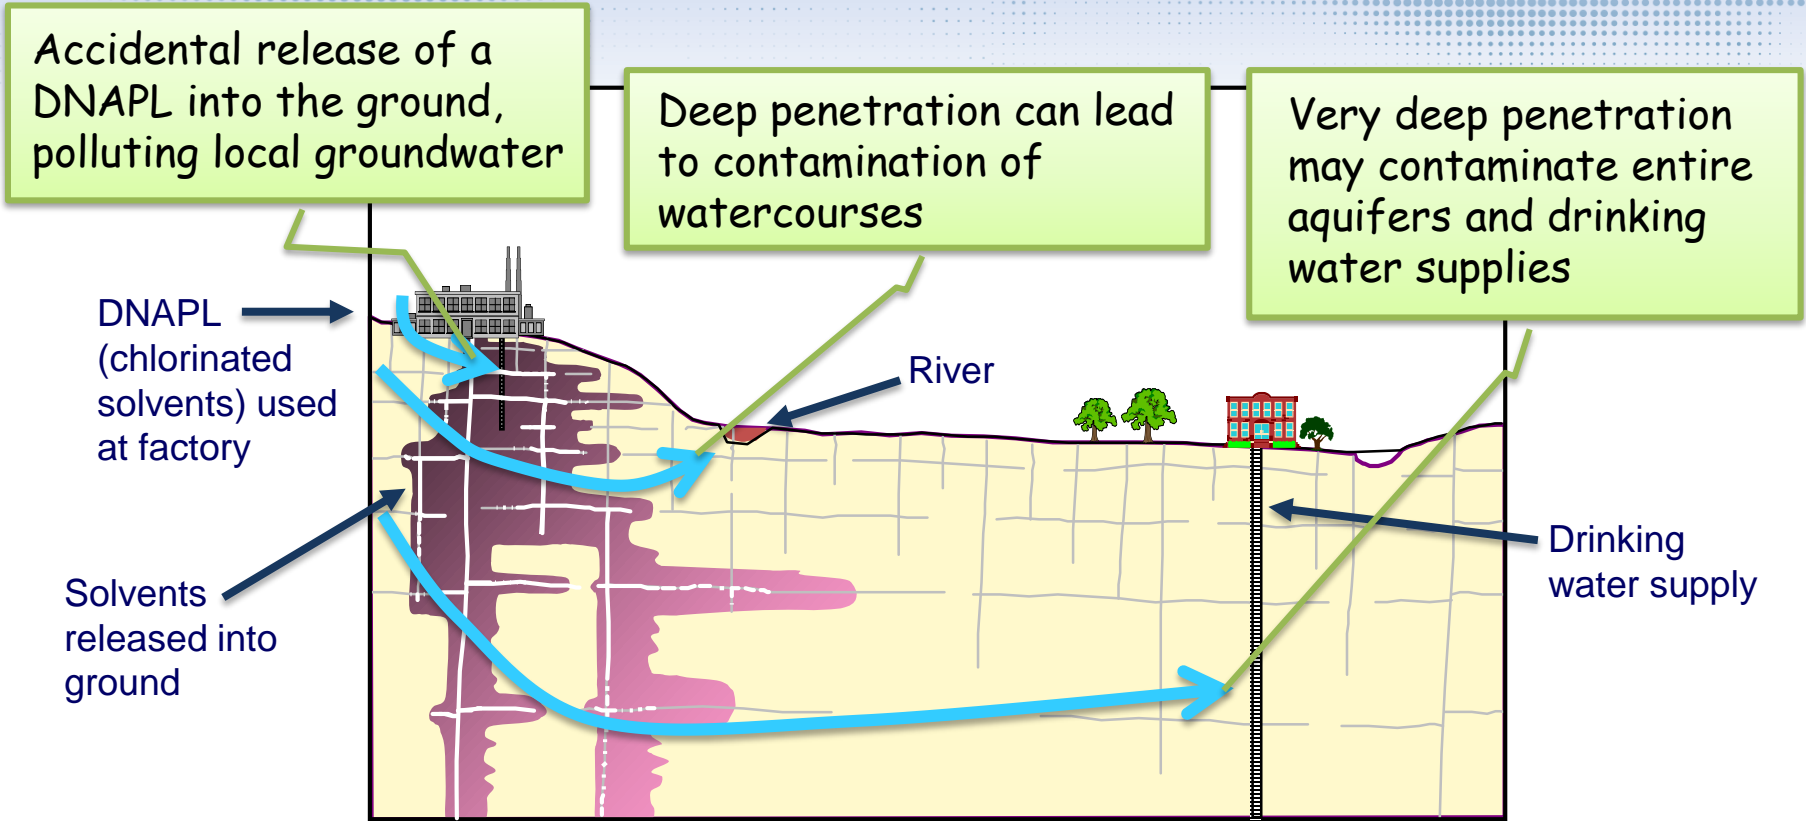 Accidental release of a
DNAPL into the ground,
polluting local groundwater
Deep penetration can lead
to contamination of
watercourses
Very deep penetration
may contaminate entire
aquifers and drinking
water supplies
DNAPL
(chlorinated
solvents) used
at factory
River
Solvents
released into
ground
Drinking
water supply